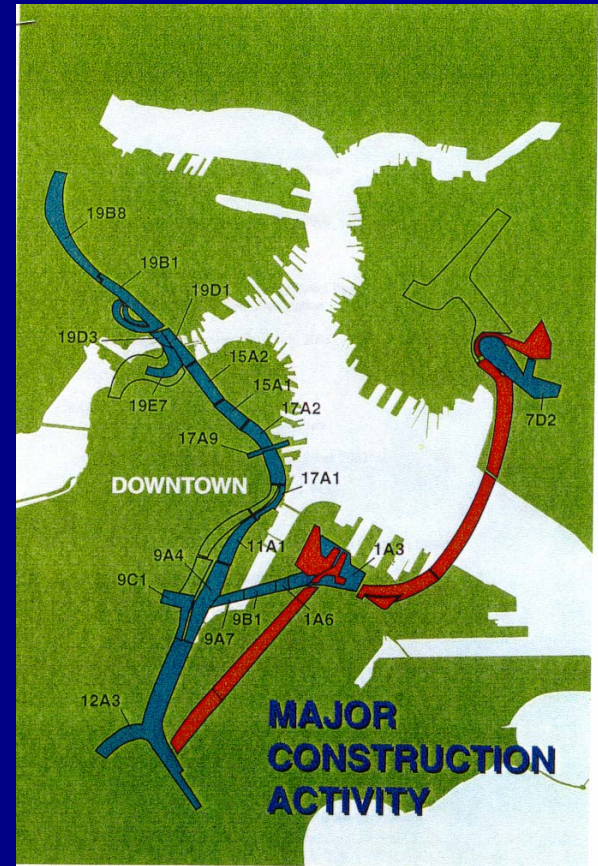 19B8
19B1
19D1
19D3
15A2
15A1
19E7
17A2
17A9
DOWNTOWN
17A1
11A1
1A3
9A4
9C1
9B1
1A6
9A7
7D2
12A3
MAJOR
CONSTRUCTION
ACTIVITY